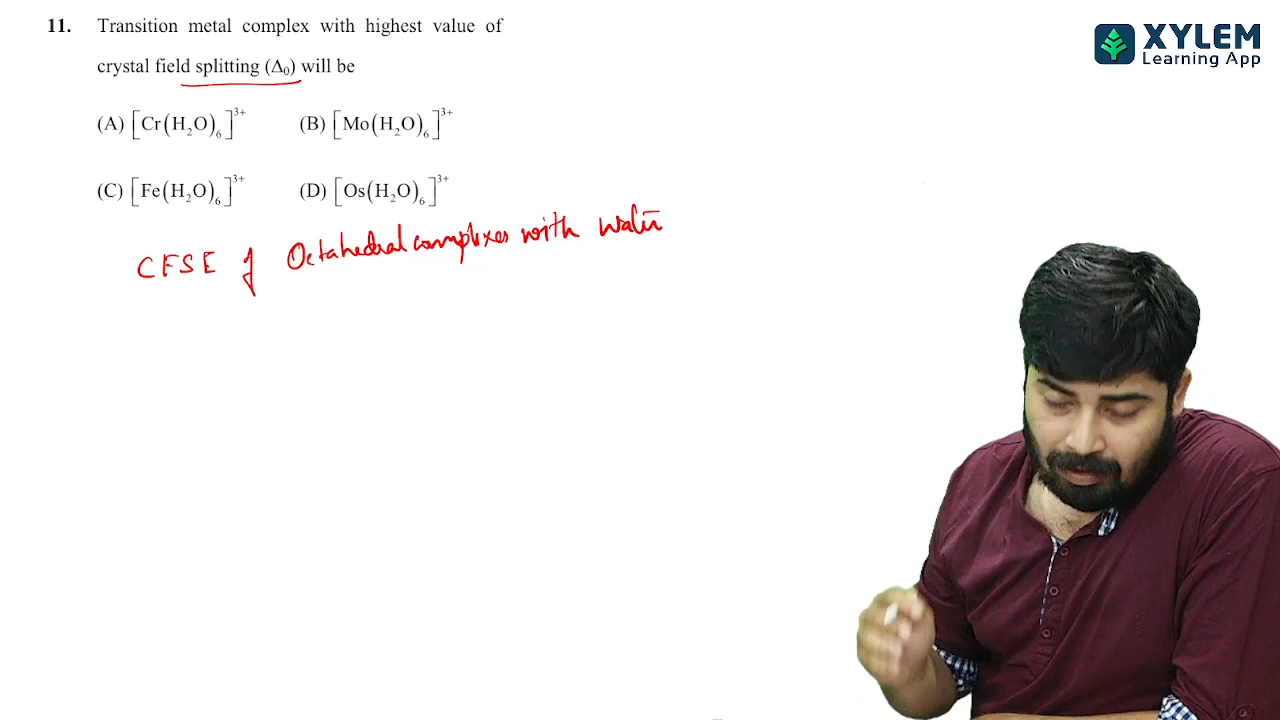 11. Transition metal complex with highest value of
crystal field splitting (Δ₀) will be
(A) [Cr(H₂O)₆]³⁺ (B) [Mo(H₂O)₆]³⁺
(C) [Fe(H₂O)₆]³⁺ (D) [Os(H₂O)₆]³⁺
CFSE of Octahedral complexes with water
XYLEM
Learning App